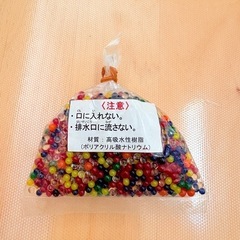 〈注意〉
・口に入れない。
・排水口に流さない。
材質：高吸水性樹脂
（ポリアクリル酸ナトリウム）